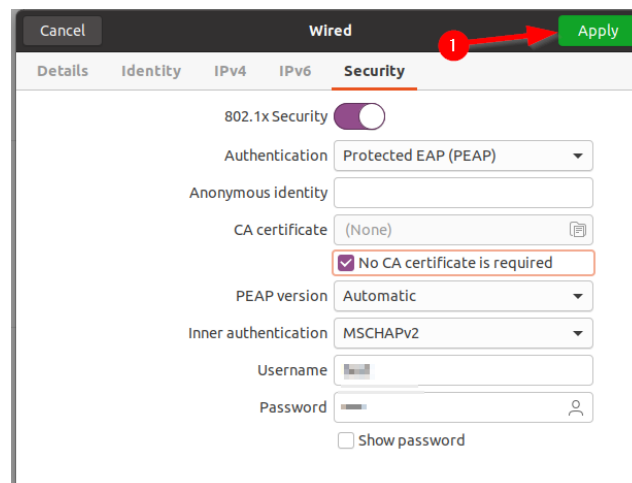 Cancel Wired Apply
1
Details Identity IPv4 IPv6 Security
802.1x Security
Authentication Protected EAP (PEAP)
Anonymous identity
CA certificate (None)
No CA certificate is required
PEAP version Automatic
Inner authentication MSCHAPv2
Username
Password
Show password